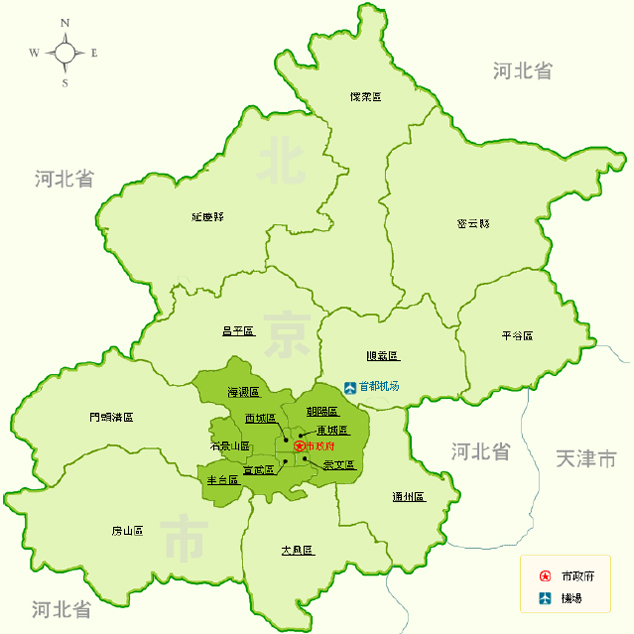 N
W E
S
懷柔區
河北省
河北省
北
延慶縣
密云縣
昌平區
京
順義區
平谷區
首都机场
海淀區
朝陽區
門頭溝區
西城區
東城區
石景山區
市政府
宣武區
崇文區
河北省
天津市
丰台區
通州區
房山區
市
大興區
市政府
機場
河北省